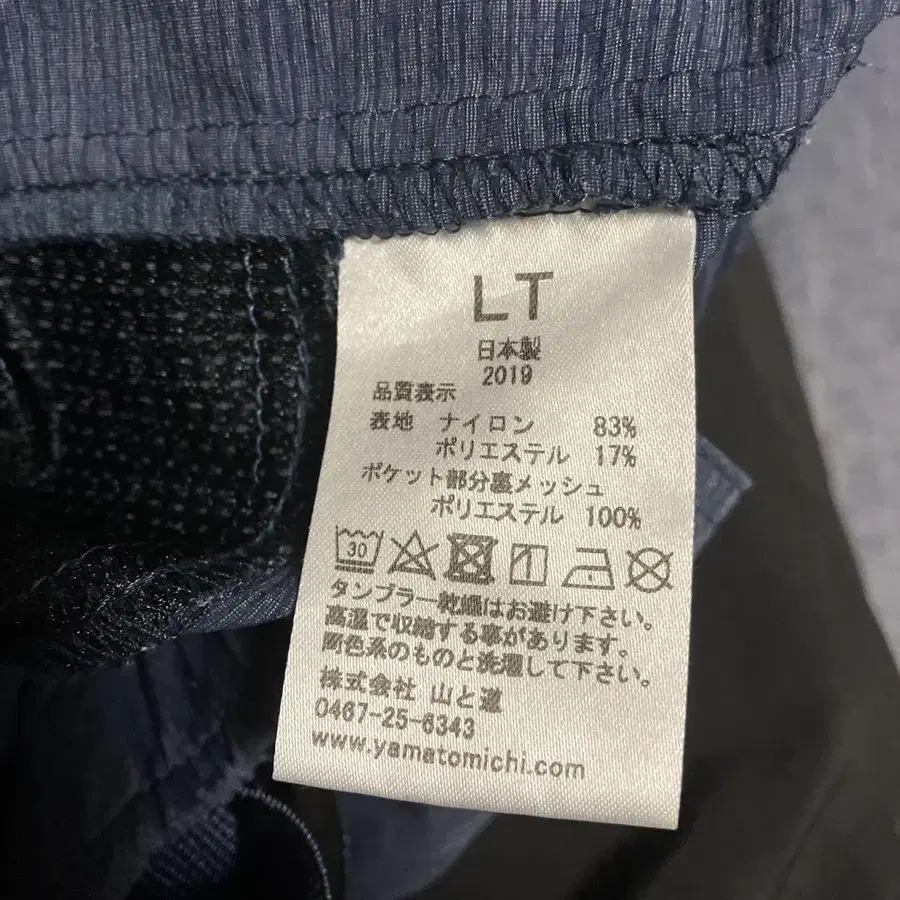 LT
日本製
2019
品質表示
表地 ナイロン 83%
ポリエステル 17%
ポケット部分裏メッシュ
ポリエステル 100%
30
タンブラー乾燥はお避け下さい。
高温で収納する事があります。
同色系のものと洗濯して下さい。
株式会社 山と道
0467-25-6343
www.yamatomichi.com